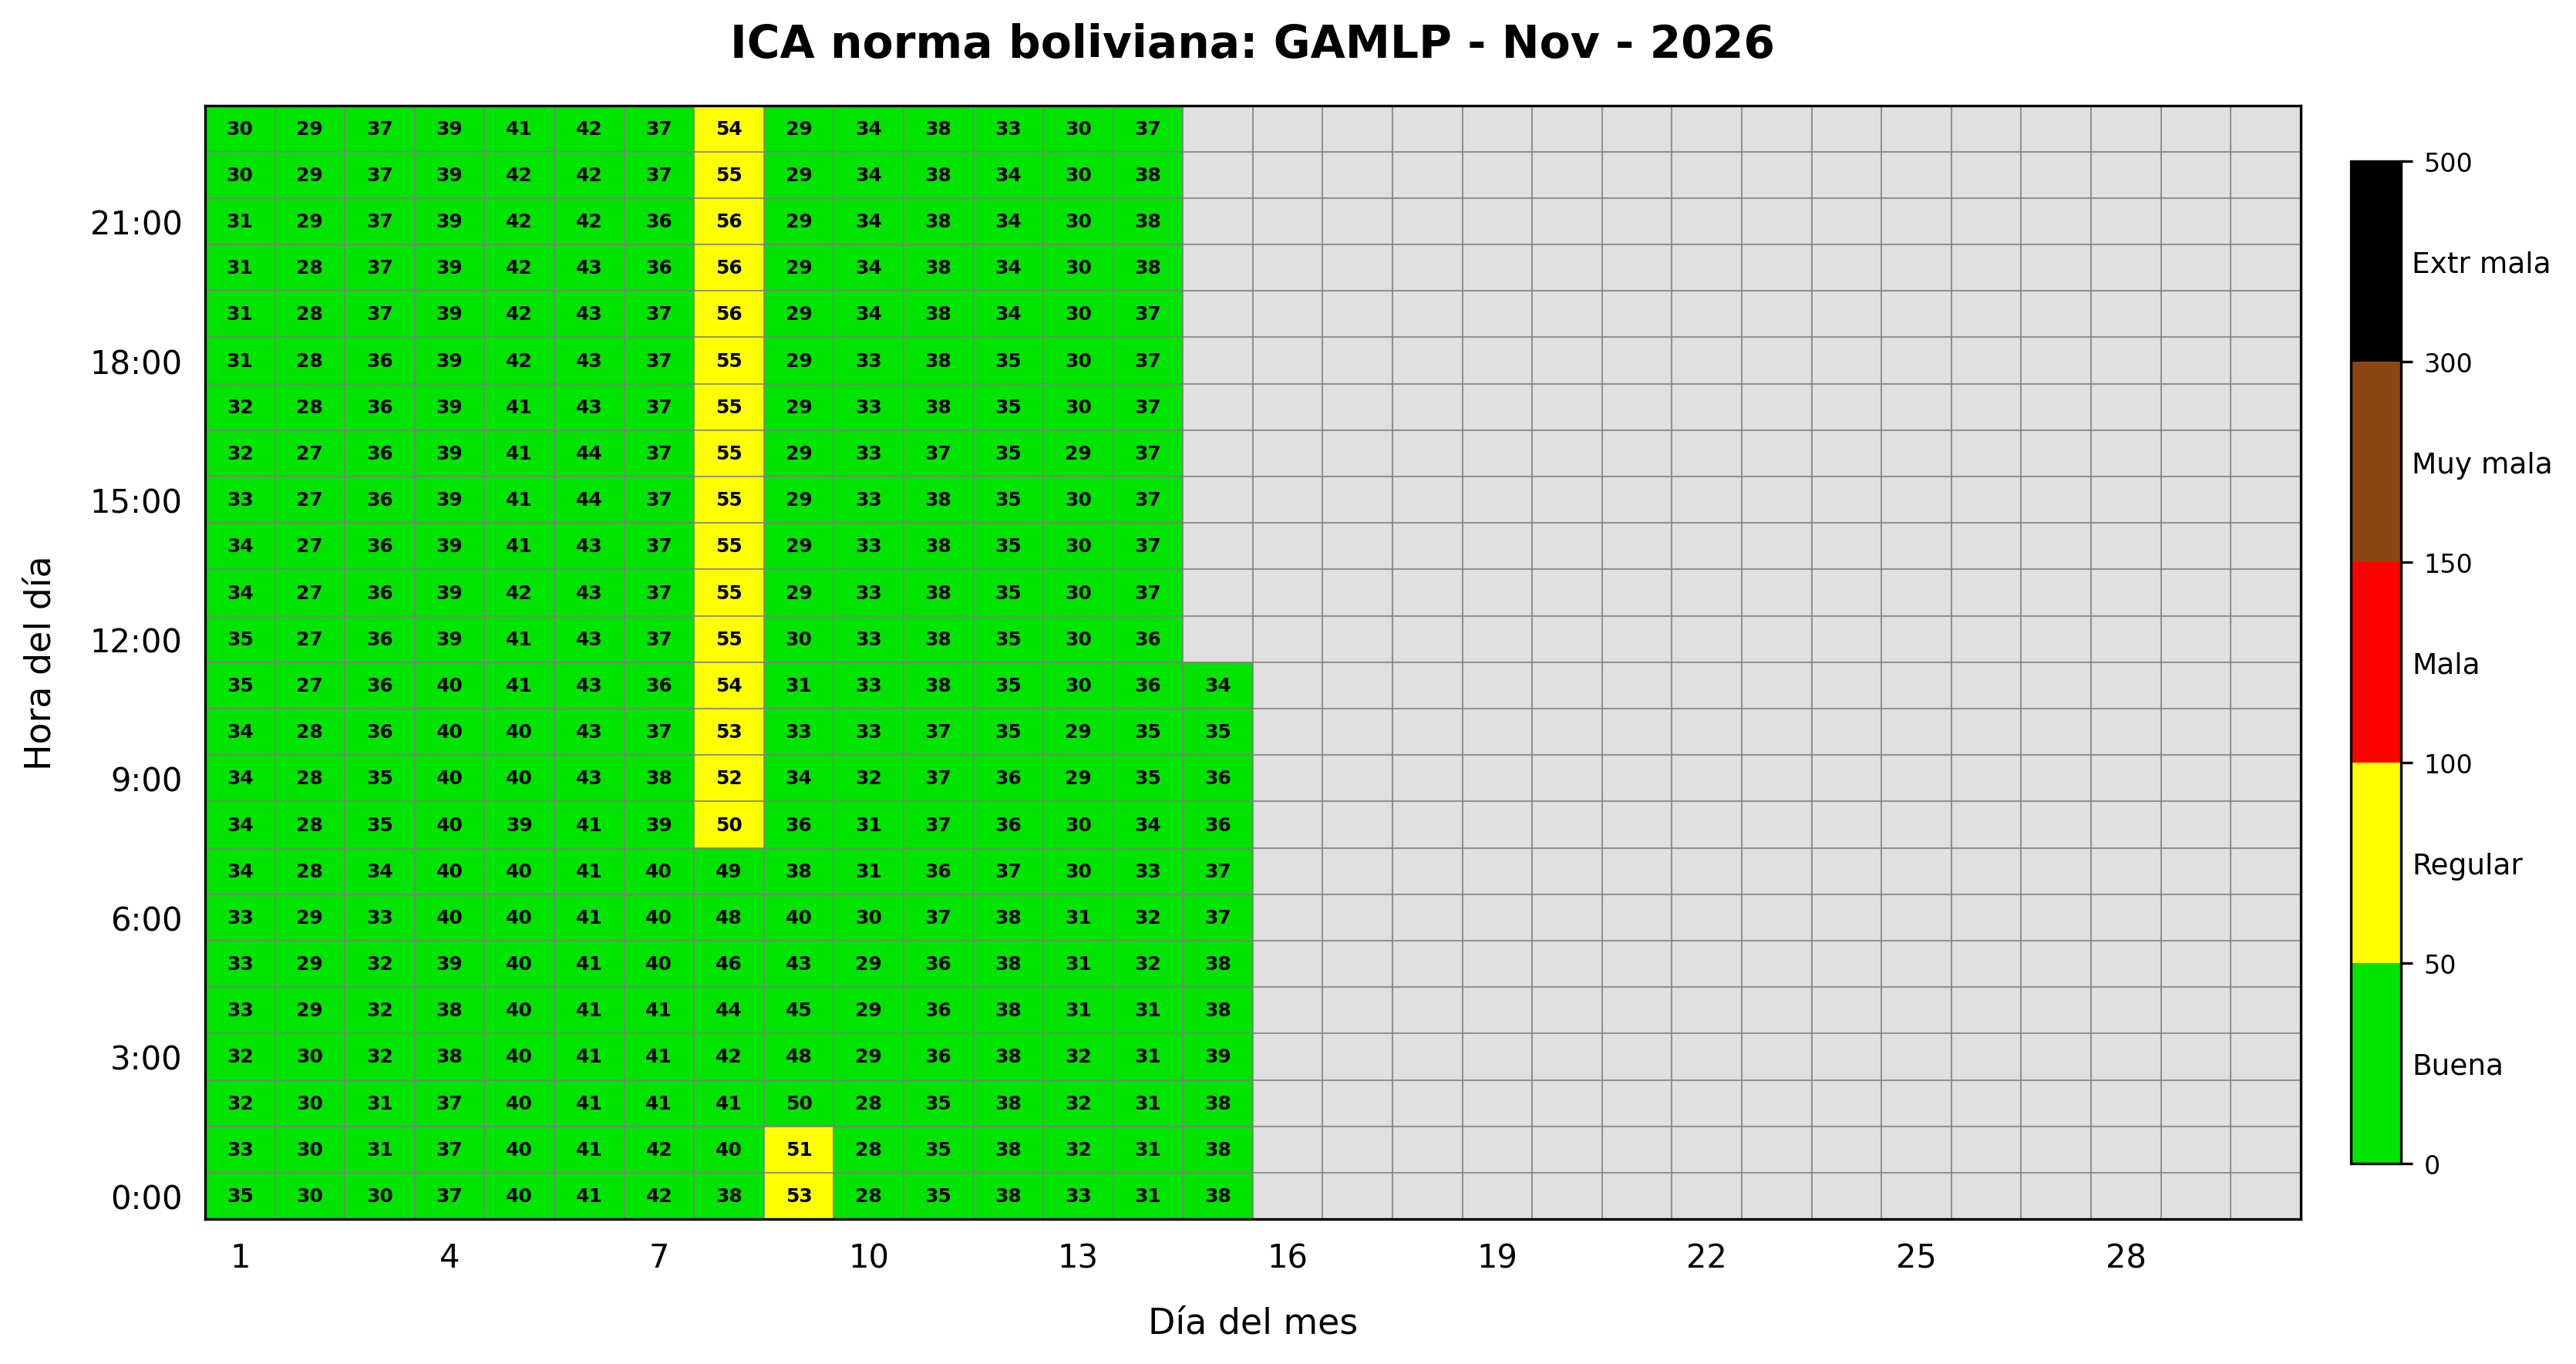 ICA norma boliviana: GAMLP - Nov - 2026
30 29 37 39 41 42 37 54 29 34 38 33 30 37
30 29 37 39 42 42 37 55 29 34 38 34 30 38
21:00 31 29 37 39 42 42 36 56 29 34 38 34 30 38
31 28 37 39 42 43 36 56 29 34 38 34 30 38
31 28 37 39 42 43 37 56 29 34 38 34 30 37
18:00 31 28 36 39 42 43 37 55 29 33 38 35 30 37
32 28 36 39 41 43 37 55 29 33 38 35 30 37
32 27 36 39 41 44 37 55 29 33 37 35 29 37
15:00 33 27 36 39 41 44 37 55 29 33 38 35 30 37
34 27 36 39 41 43 37 55 29 33 38 35 30 37
34 27 36 39 42 43 37 55 29 33 38 35 30 37
12:00 35 27 36 39 41 43 37 55 30 33 38 35 30 36
35 27 36 40 41 43 36 54 31 33 38 35 30 36 34
34 28 36 40 40 43 37 53 33 33 37 35 29 35 35
9:00 34 28 35 40 40 43 38 52 34 32 37 36 29 35 36
34 28 35 40 39 41 39 50 36 31 37 36 30 34 36
34 28 34 40 40 41 40 49 38 31 36 37 30 33 37
6:00 33 29 33 40 40 41 40 48 40 30 37 38 31 32 37
33 29 32 39 40 41 40 46 43 29 36 38 31 32 38
33 29 32 38 40 41 41 44 45 29 36 38 31 31 38
3:00 32 30 32 38 40 41 41 42 48 29 36 38 32 31 39
32 30 31 37 40 41 41 41 50 28 35 38 32 31 38
33 30 31 37 40 41 42 40 51 28 35 38 32 31 38
0:00 35 30 30 37 40 41 42 38 53 28 35 38 33 31 38
1 4 7 10 13 16 19 22 25 28
Día del mes
Hora del día
500
Extr mala
300
Muy mala
150
Mala
100
Regular
50
Buena
0